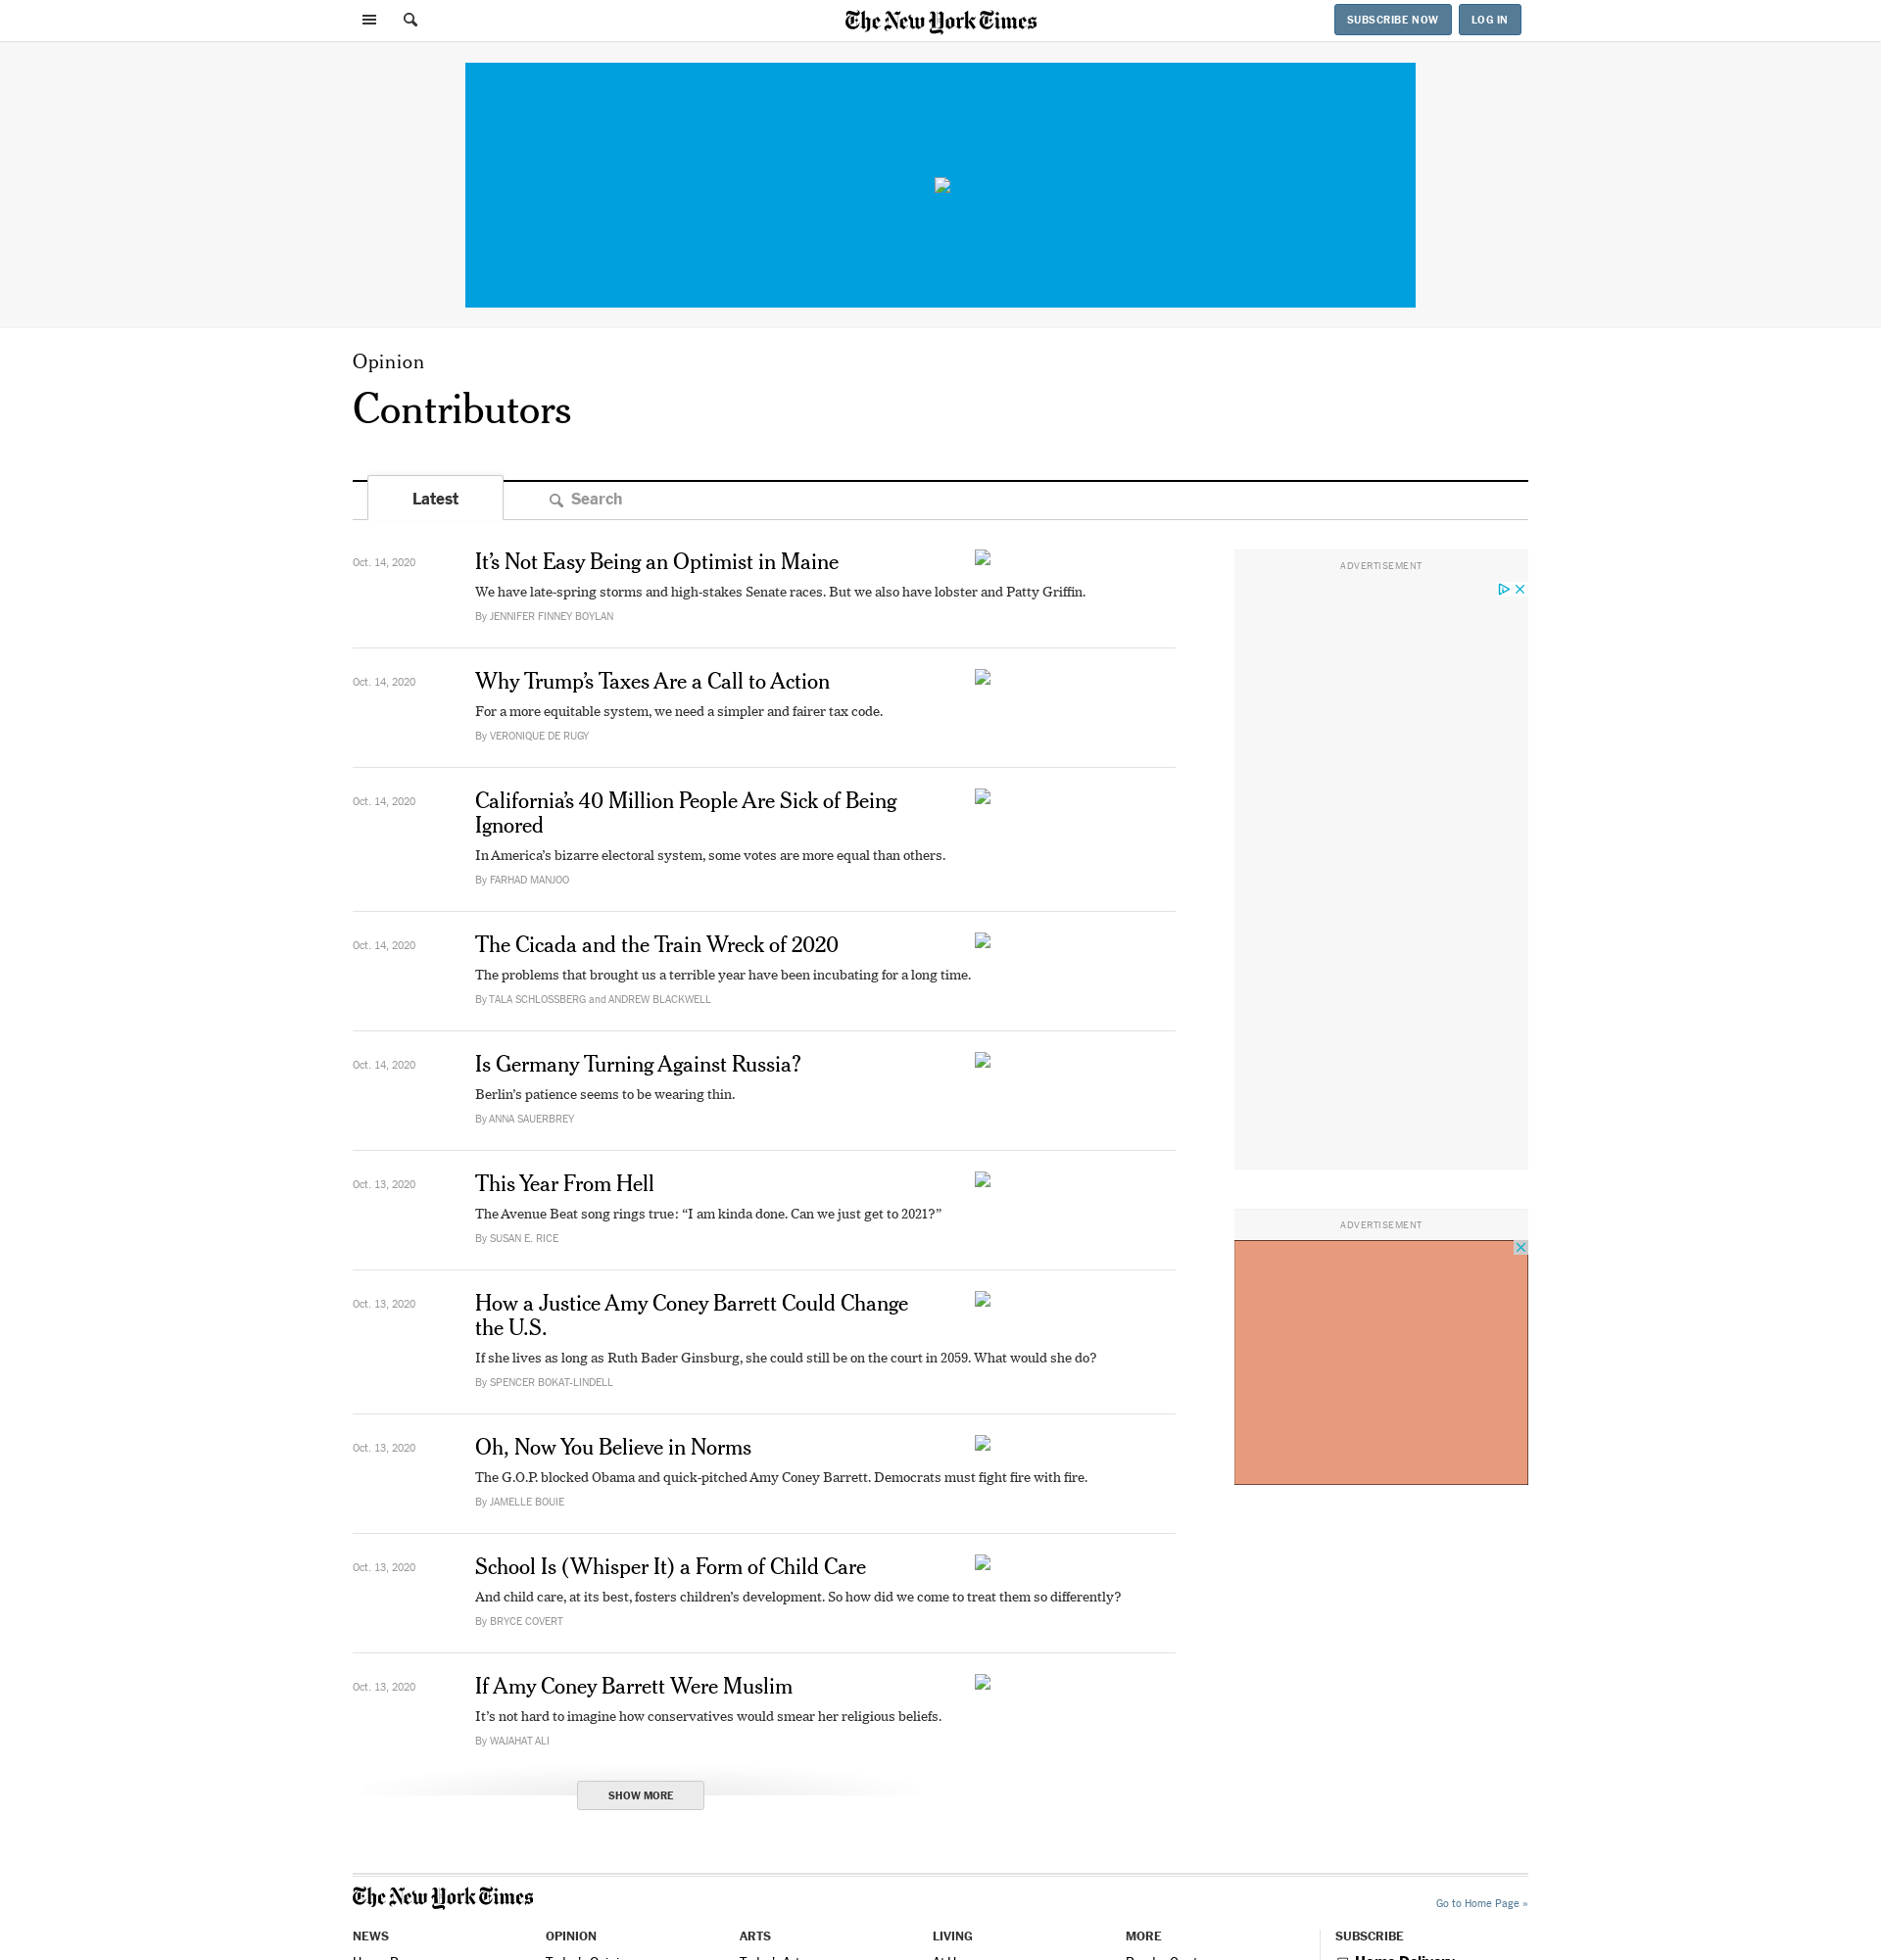 The New York Times
SUBSCRIBE NOW
LOG IN
Opinion
Contributors
Latest
Search
Oct. 14, 2020
It’s Not Easy Being an Optimist in Maine
We have late-spring storms and high-stakes Senate races. But we also have lobster and Patty Griffin.
By JENNIFER FINNEY BOYLAN
Oct. 14, 2020
Why Trump’s Taxes Are a Call to Action
For a more equitable system, we need a simpler and fairer tax code.
By VERONIQUE DE RUGY
Oct. 14, 2020
California’s 40 Million People Are Sick of Being
Ignored
In America’s bizarre electoral system, some votes are more equal than others.
By FARHAD MANJOO
Oct. 14, 2020
The Cicada and the Train Wreck of 2020
The problems that brought us a terrible year have been incubating for a long time.
By TALA SCHLOSSBERG and ANDREW BLACKWELL
Oct. 14, 2020
Is Germany Turning Against Russia?
Berlin’s patience seems to be wearing thin.
By ANNA SAUERBREY
Oct. 13, 2020
This Year From Hell
The Avenue Beat song rings true: “I am kinda done. Can we just get to 2021?”
By SUSAN E. RICE
Oct. 13, 2020
How a Justice Amy Coney Barrett Could Change
the U.S.
If she lives as long as Ruth Bader Ginsburg, she could still be on the court in 2059. What would she do?
By SPENCER BOKAT-LINDELL
Oct. 13, 2020
Oh, Now You Believe in Norms
The G.O.P. blocked Obama and quick-pitched Amy Coney Barrett. Democrats must fight fire with fire.
By JAMELLE BOUIE
Oct. 13, 2020
School Is (Whisper It) a Form of Child Care
And child care, at its best, fosters children’s development. So how did we come to treat them so differently?
By BRYCE COVERT
Oct. 13, 2020
If Amy Coney Barrett Were Muslim
It’s not hard to imagine how conservatives would smear her religious beliefs.
By WAJAHAT ALI
SHOW MORE
ADVERTISEMENT
ADVERTISEMENT
The New York Times
Go to Home Page »
NEWS
OPINION
ARTS
LIVING
MORE
SUBSCRIBE
Home Delivery